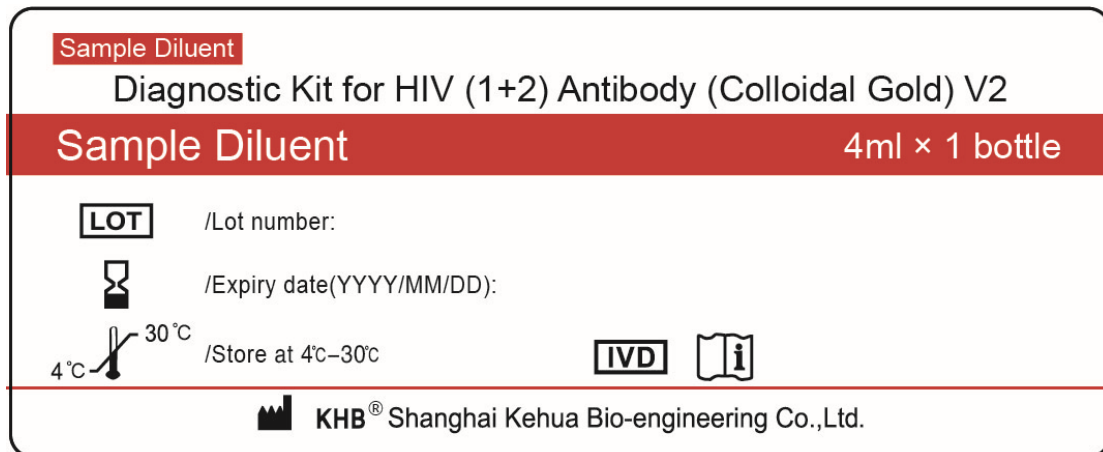 Sample Diluent
Diagnostic Kit for HIV (1+2) Antibody (Colloidal Gold) V2
Sample Diluent 4ml × 1 bottle
LOT /Lot number:
/Expiry date(YYYY/MM/DD):
30℃
4℃ /Store at 4℃–30℃ IVD i
KHB® Shanghai Kehua Bio-engineering Co.,Ltd.